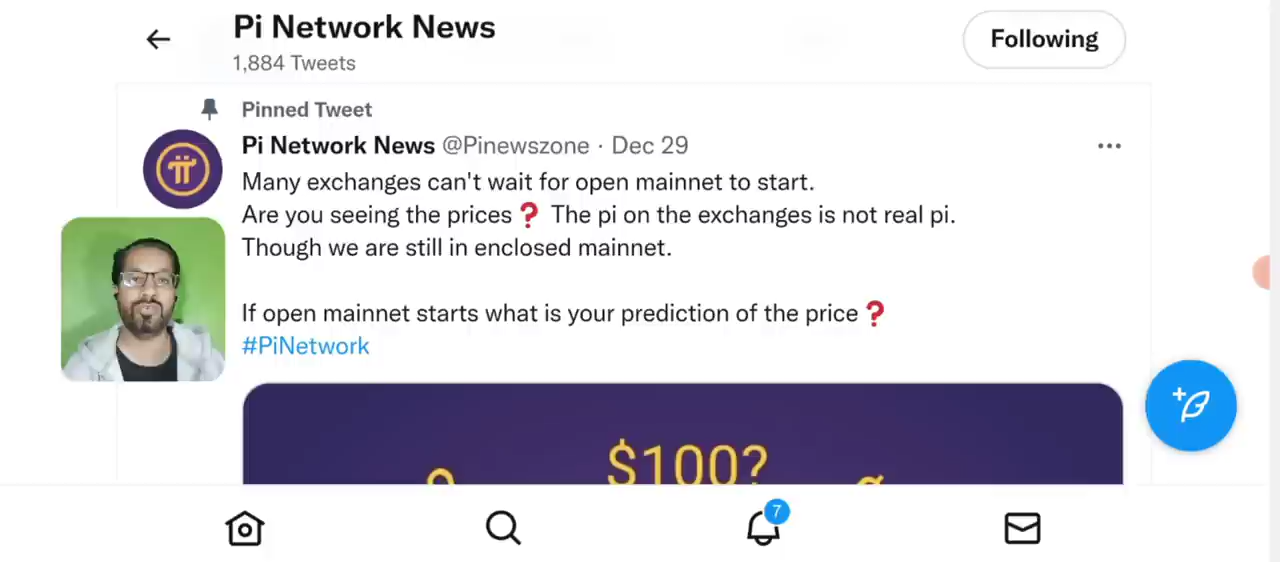 Pi Network News
1,884 Tweets
Following
Pinned Tweet
Pi Network News @Pinewszone · Dec 29
Many exchanges can't wait for open mainnet to start.
Are you seeing the prices❓ The pi on the exchanges is not real pi.
Though we are still in enclosed mainnet.
If open mainnet starts what is your prediction of the price❓
#PiNetwork
$100?
7